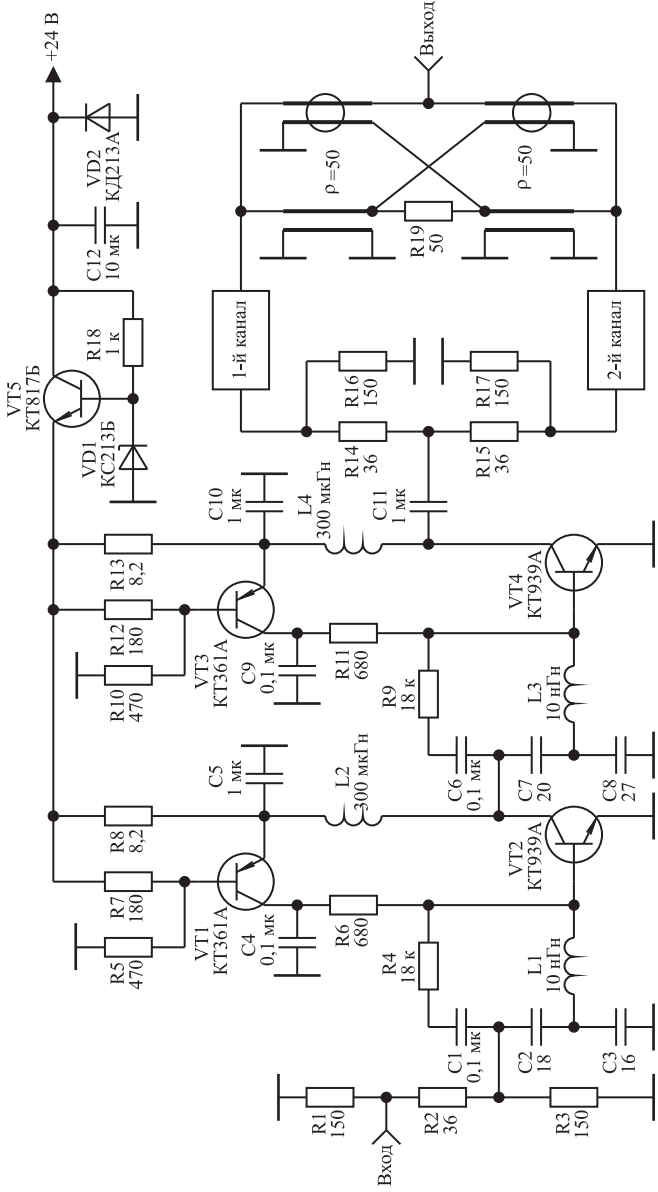 VT5
КТ817Б
VD1
КС213Б
R18
1 к
C12
10 мк
VD2
КД213А
+24 В
R5
470
R7
180
R8
8,2
R10
470
R12
180
R13
8,2
VT1
КТ361А
C4
0,1 мк
C5
1 мк
VT3
КТ361А
C9
0,1 мк
C10
1 мк
R6
680
L2
300 мкГн
R11
680
L4
300 мкГн
R1
150
Вход
R2
36
R3
150
C1
0,1 мк
R4
18 к
C2
18
C3
16
L1
10 нГн
VT2
КТ939А
C6
0,1 мк
R9
18 к
C7
20
C8
27
L3
10 нГн
VT4
КТ939А
C11
1 мк
R14
36
R16
150
R15
36
R17
150
1-й канал
2-й канал
R19
50
ρ=50
ρ=50
Выход